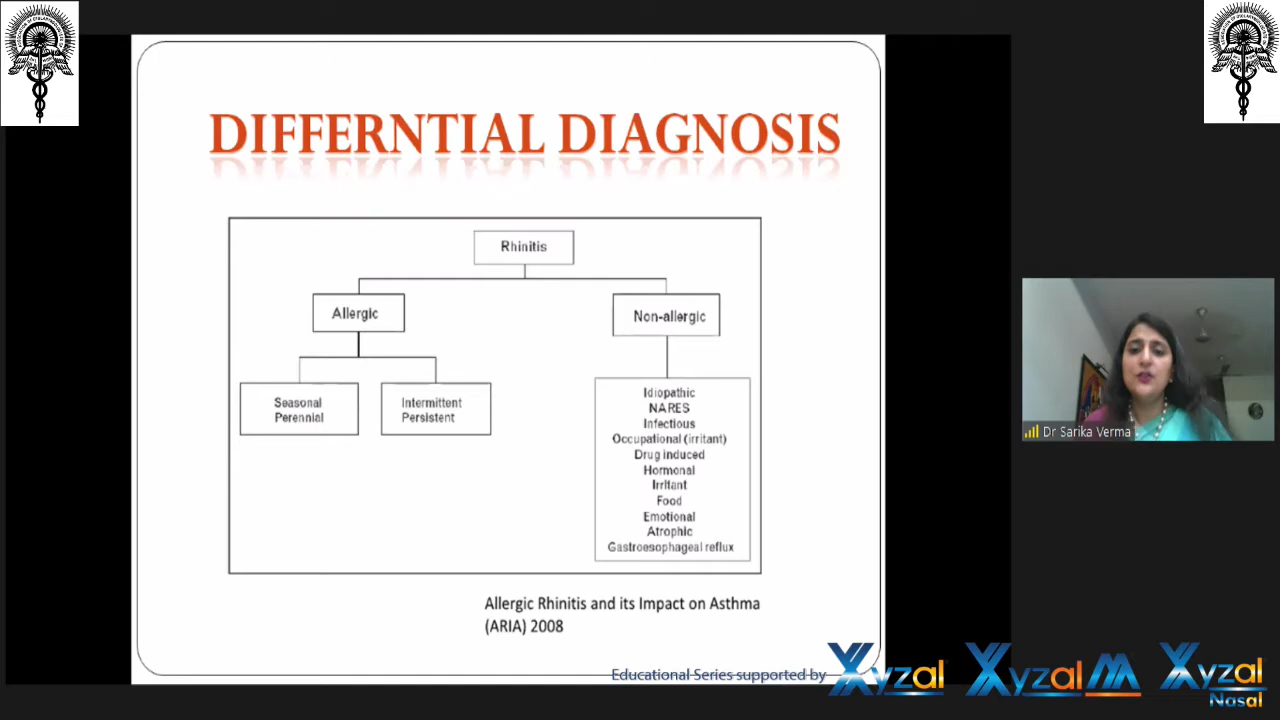 DIFFERNTIAL DIAGNOSIS
Rhinitis
Allergic
Non-allergic
Seasonal
Perennial
Intermittent
Persistent
Idiopathic
NARES
Infectious
Occupational (irritant)
Drug induced
Hormonal
Irritant
Food
Emotional
Atrophic
Gastroesophageal reflux
Allergic Rhinitis and its Impact on Asthma
(ARIA) 2008
Dr Sarika Verma
Educational Series supported by
Xyzal
Xyzal M
Xyzal
Nasal